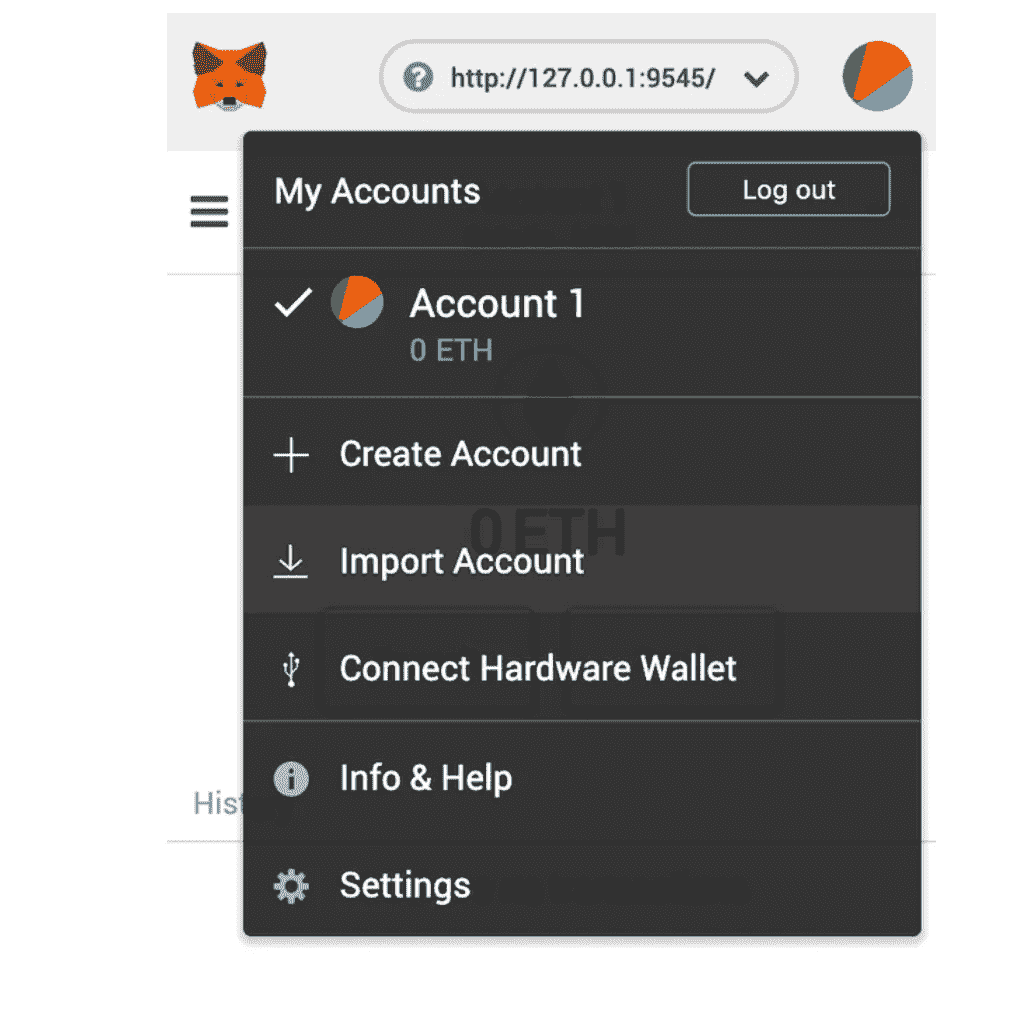 http://127.0.0.1:9545/
My Accounts
Log out
Account 1
0 ETH
Create Account
0 ETH
Import Account
Connect Hardware Wallet
Info & Help
Hist
Settings